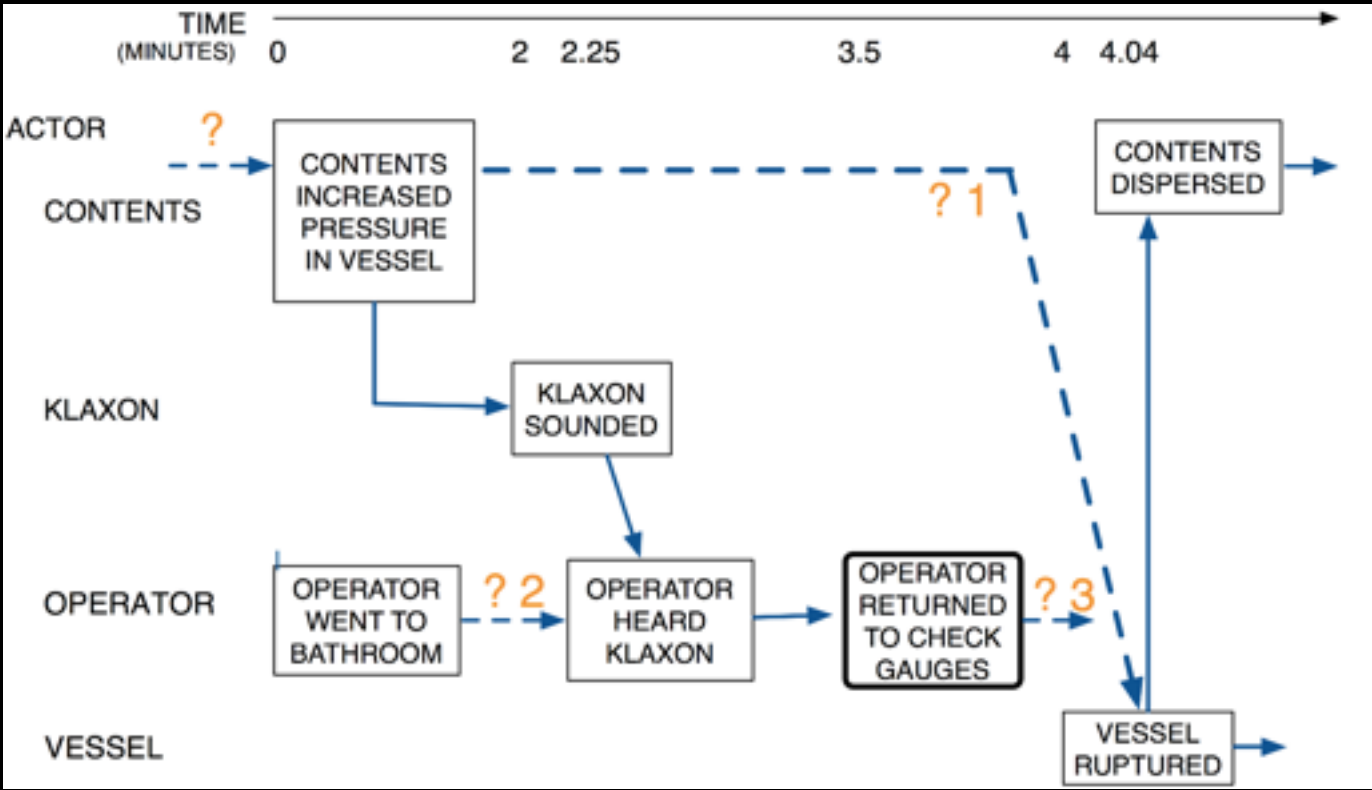 TIME
(MINUTES) 0 2 2.25 3.5 4 4.04
ACTOR
?
CONTENTS
CONTENTS
INCREASED
PRESSURE
IN VESSEL
? 1
CONTENTS
DISPERSED
KLAXON
KLAXON
SOUNDED
OPERATOR
OPERATOR
WENT TO
BATHROOM
? 2
OPERATOR
HEARD
KLAXON
OPERATOR
RETURNED
TO CHECK
GAUGES
? 3
VESSEL
VESSEL
RUPTURED